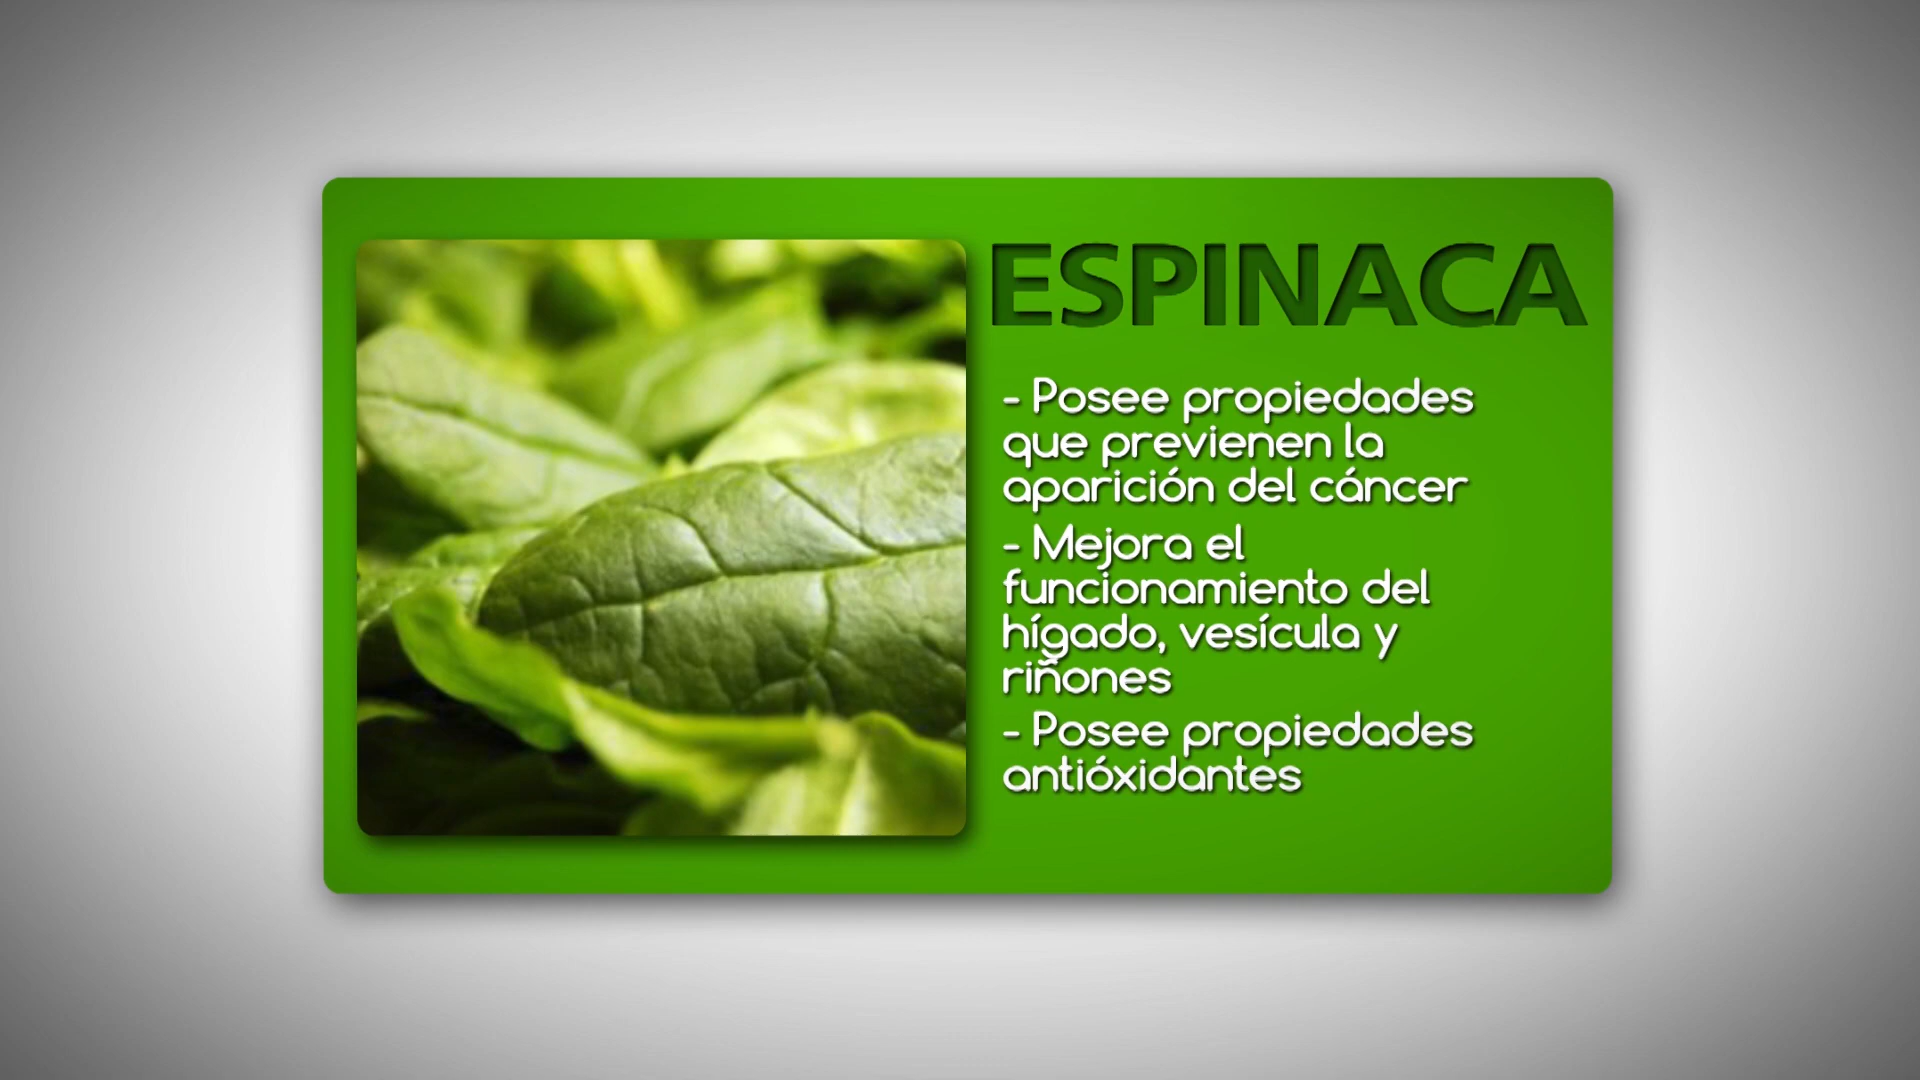 ESPINACA
- Posee propiedades
que previenen la
aparición del cáncer
- Mejora el
funcionamiento del
hígado, vesícula y
riñones
- Posee propiedades
antióxidantes